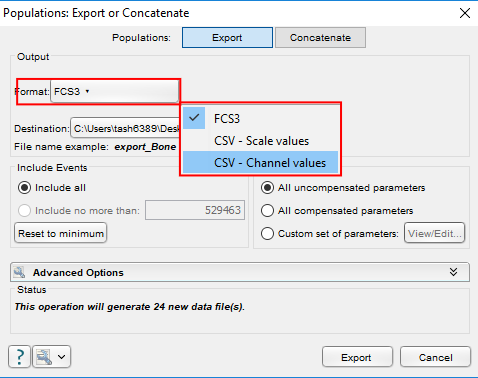 Populations: Export or Concatenate
Populations: Export Concatenate
Output
Format: FCS3
FCS3
CSV - Scale values
CSV - Channel values
Destination: C:\Users\tash6389\Desk
File name example: export_Bone
Include Events
Include all
Include no more than: 529463
Reset to minimum
All uncompensated parameters
All compensated parameters
Custom set of parameters: View/Edit...
Advanced Options
Status
This operation will generate 24 new data file(s).
?
Export Cancel